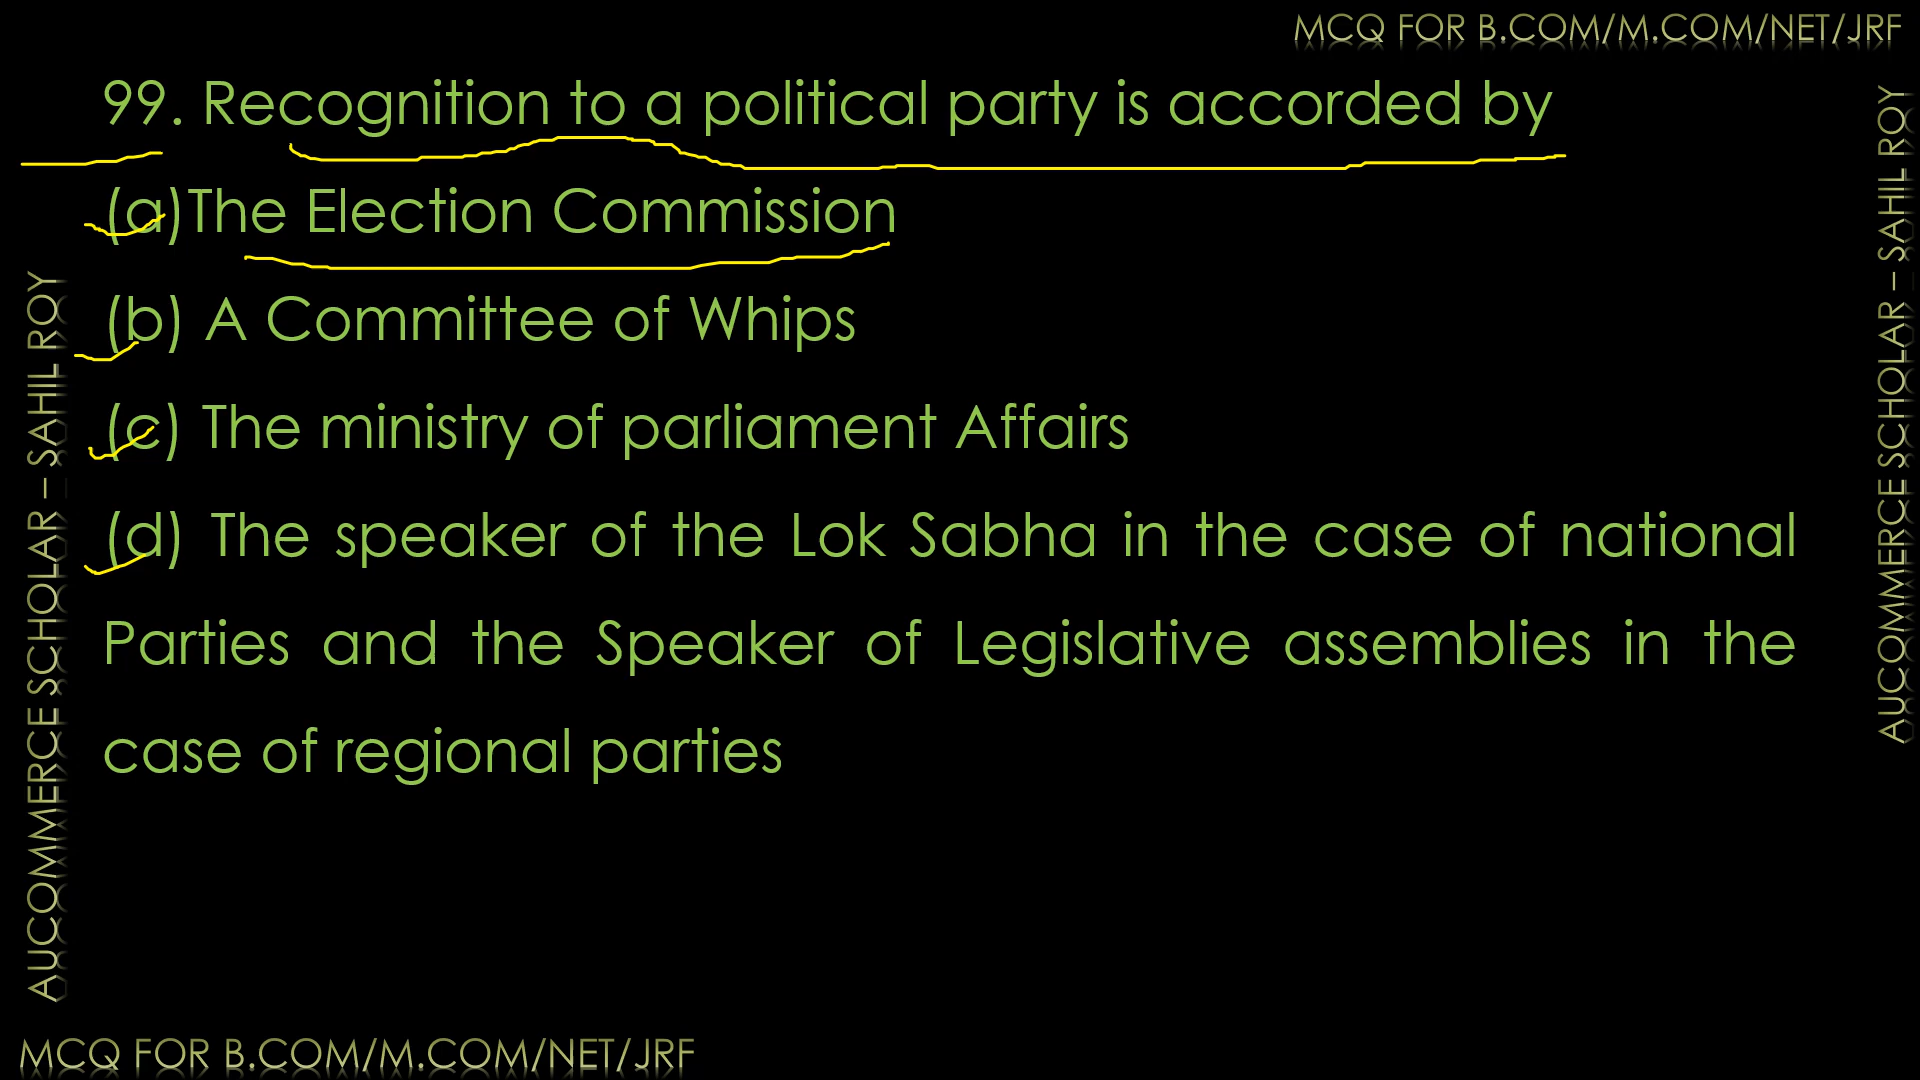 MCQ FOR B.COM/M.COM/NET/JRF
99. Recognition to a political party is accorded by
(a)The Election Commission
(b) A Committee of Whips
(c) The ministry of parliament Affairs
(d) The speaker of the Lok Sabha in the case of national
Parties and the Speaker of Legislative assemblies in the
case of regional parties
AUCOMMERCE SCHOLAR – SAHIL ROY
AUCOMMERCE SCHOLAR – SAHIL ROY
MCQ FOR B.COM/M.COM/NET/JRF